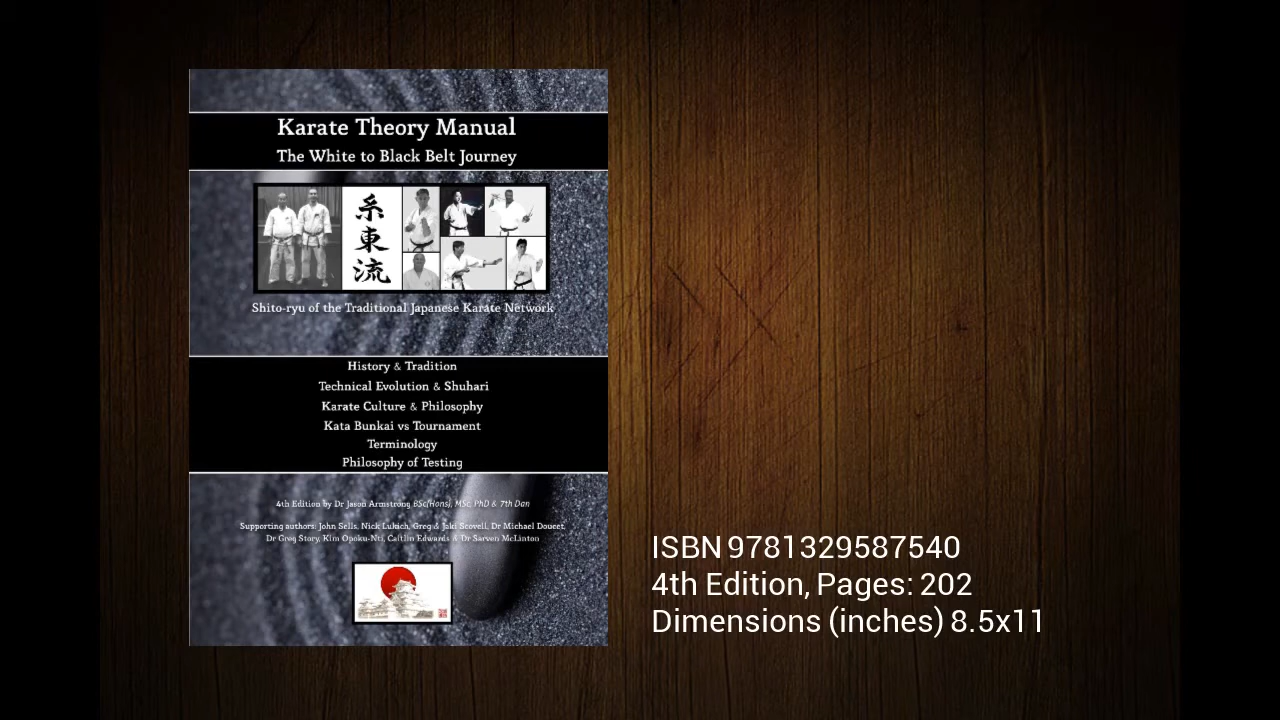 Karate Theory Manual
The White to Black Belt Journey
糸
東
流
Shito-ryu of the Traditional Japanese Karate Network
History & Tradition
Technical Evolution & Shuhari
Karate Culture & Philosophy
Kata Bunkai vs Tournament
Terminology
Philosophy of Testing
4th Edition by Dr Jason Armstrong BSc(Hons), MSc, PhD & 7th Dan
Supporting authors: John Sells, Nick Lukich, Greg & Jaki Scovell, Dr Michael Doucet,
Dr Greg Story, Kim Opoku-Nti, Caitlin Edwards & Dr Sarven McLinton
ISBN 9781329587540
4th Edition, Pages: 202
Dimensions (inches) 8.5x11